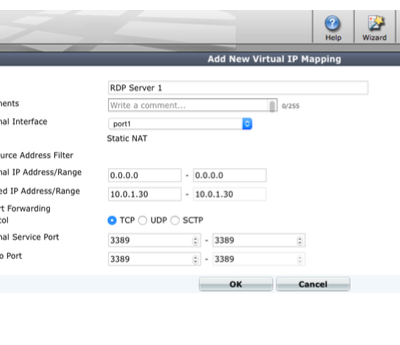 Help Wizard
Add New Virtual IP Mapping
RDP Server 1
ments Write a comment... 0/255
nal Interface port1
Static NAT
urce Address Filter
nal IP Address/Range 0.0.0.0 - 0.0.0.0
ed IP Address/Range 10.0.1.30 - 10.0.1.30
rt Forwarding
col TCP UDP SCTP
nal Service Port 3389 - 3389
o Port 3389 - 3389
OK Cancel